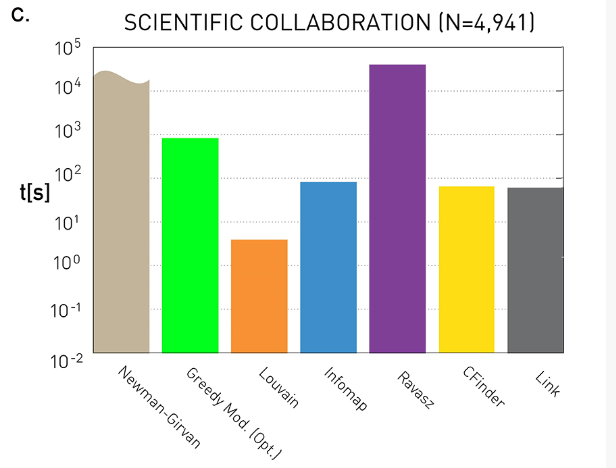 C.
SCIENTIFIC COLLABORATION (N=4,941)
10⁵
10⁴
10³
10²
t[s]
10¹
10⁰
10⁻¹
10⁻²
Newman-Girvan
Greedy Mod. (Opt.)
Louvain
Infomap
Ravasz
CFinder
Link